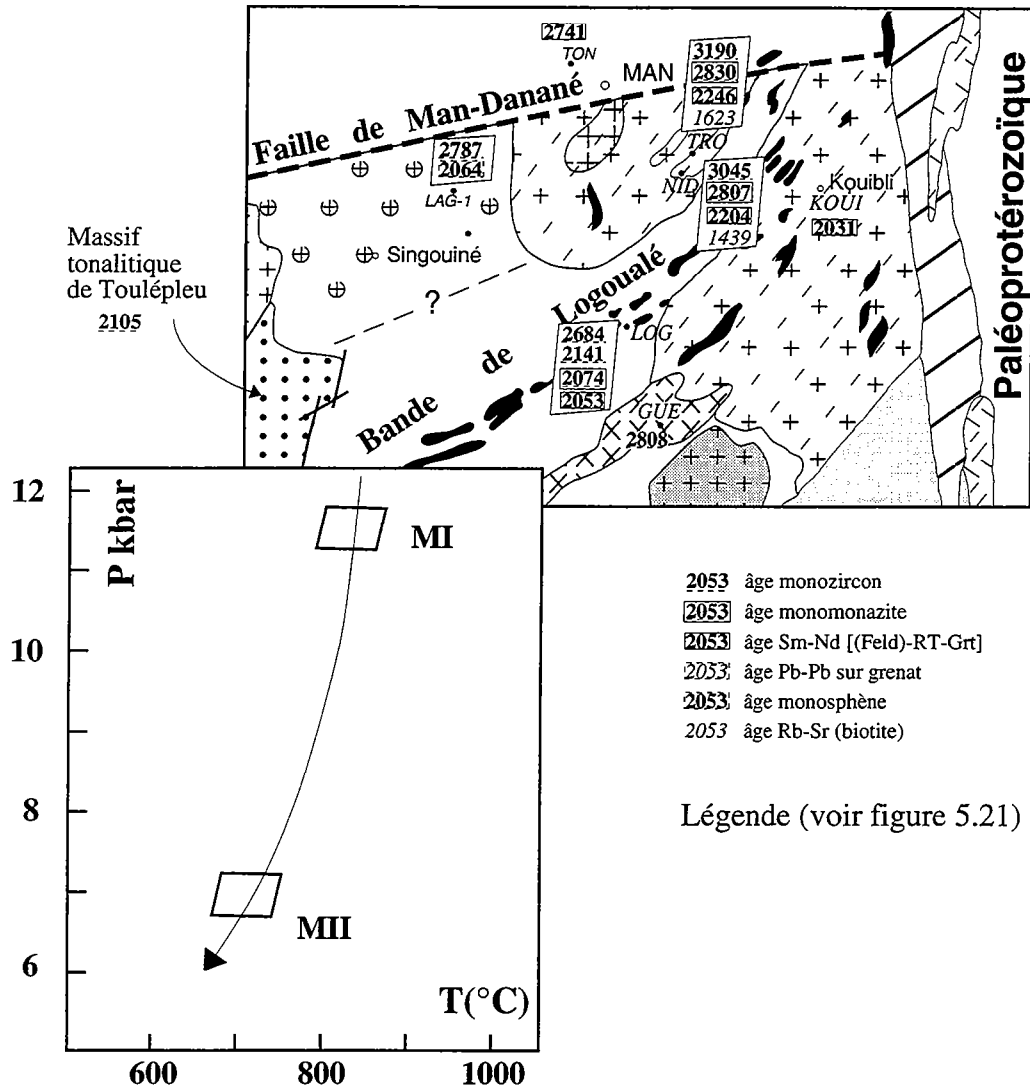 2741
TON
MAN
3190
2830
2246
1623
TRO
Faille de Man-Danané
2787
2064
LAG-1
NID
3045
2807
2204
1439
Kouibli
KOUI
2031
Paléoprotérozoïque
Singouiné
Massif
tonalitique
de Toulépleu
2105
?
Bande de Logoualé
LOG
2684
2141
2074
2053
GUE
2808
P kbar
12
10
8
6
MI
MII
T(°C)
600
800
1000
2053 âge monozircon
2053 âge monomonazite
2053 âge Sm-Nd [(Feld)-RT-Grt]
2053 âge Pb-Pb sur grenat
2053 âge monosphène
2053 âge Rb-Sr (biotite)
Légende (voir figure 5.21)